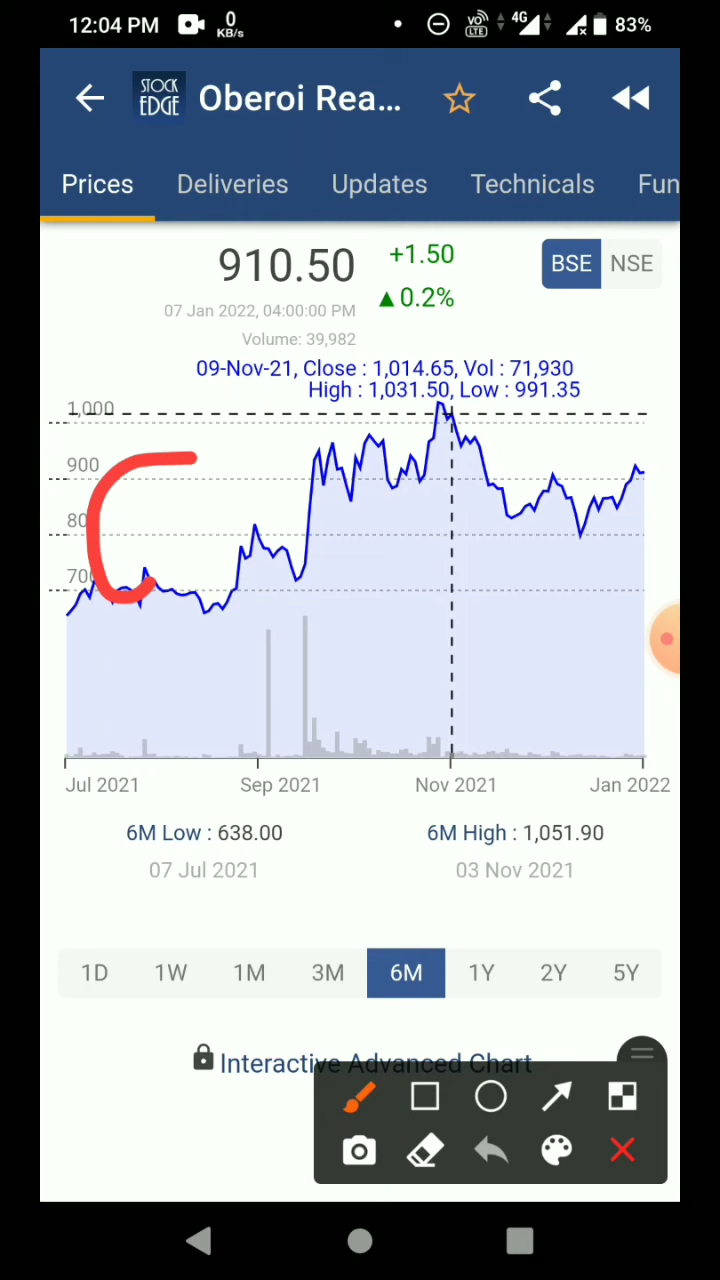 12:04 PM 0 KB/s VO LTE 4G 83%
STOCK EDGE Oberoi Rea...
Prices Deliveries Updates Technicals Fun
910.50 +1.50 BSE NSE
07 Jan 2022, 04:00:00 PM 0.2%
Volume: 39,982
09-Nov-21, Close : 1,014.65, Vol : 71,930
High : 1,031.50, Low : 991.35
1,000
900
80
70
Jul 2021 Sep 2021 Nov 2021 Jan 2022
6M Low : 638.00 6M High : 1,051.90
07 Jul 2021 03 Nov 2021
1D 1W 1M 3M 6M 1Y 2Y 5Y
Interactive Advanced Chart